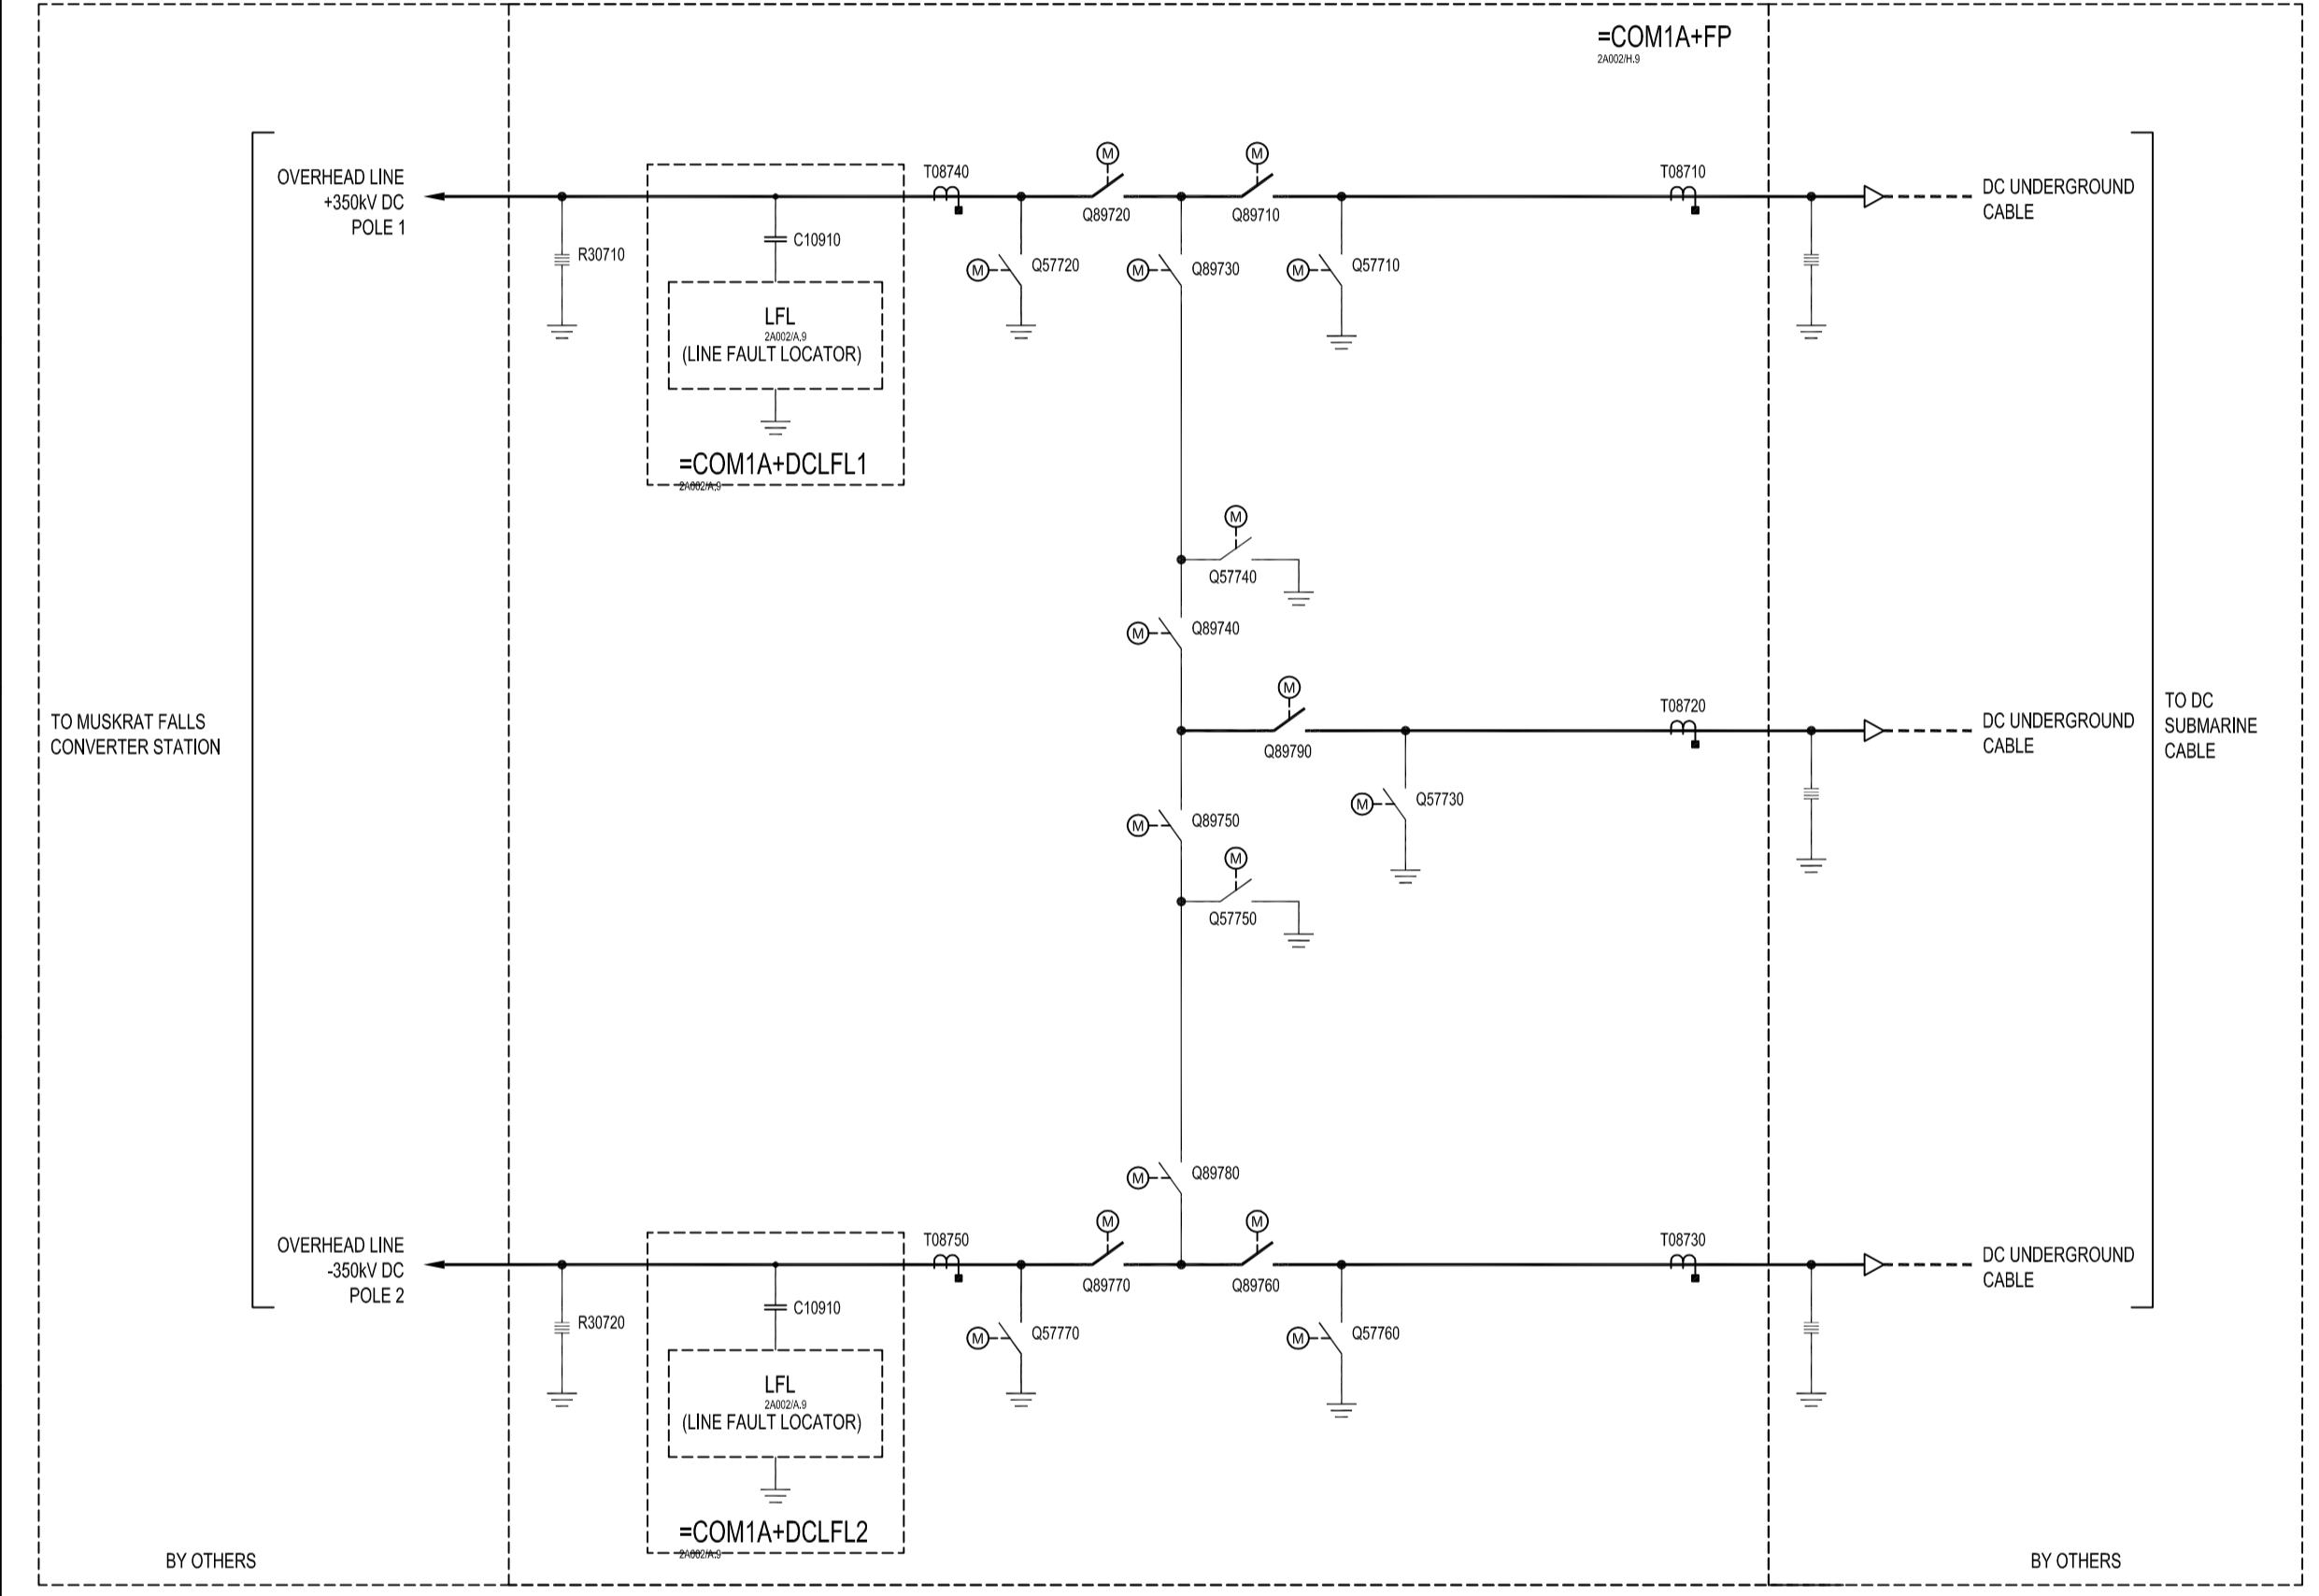 =COM1A+FP
2A002/H.9
OVERHEAD LINE
+350kV DC
POLE 1
R30710
C10910
LFL
2A002/A.9
(LINE FAULT LOCATOR)
=COM1A+DCLFL1
2A002/A.9
T08740
M
Q89720
M
Q89710
M
Q57720
M
Q89730
M
Q57710
T08710
DC UNDERGROUND
CABLE
M
Q57740
M
Q89740
TO MUSKRAT FALLS
CONVERTER STATION
M
Q89790
T08720
DC UNDERGROUND
CABLE
TO DC
SUBMARINE
CABLE
M
Q57730
M
Q89750
M
Q57750
M
Q89780
OVERHEAD LINE
-350kV DC
POLE 2
R30720
C10910
LFL
2A002/A.9
(LINE FAULT LOCATOR)
=COM1A+DCLFL2
2A002/A.9
T08750
M
Q89770
M
Q89760
M
Q57770
M
Q57760
T08730
DC UNDERGROUND
CABLE
BY OTHERS
BY OTHERS